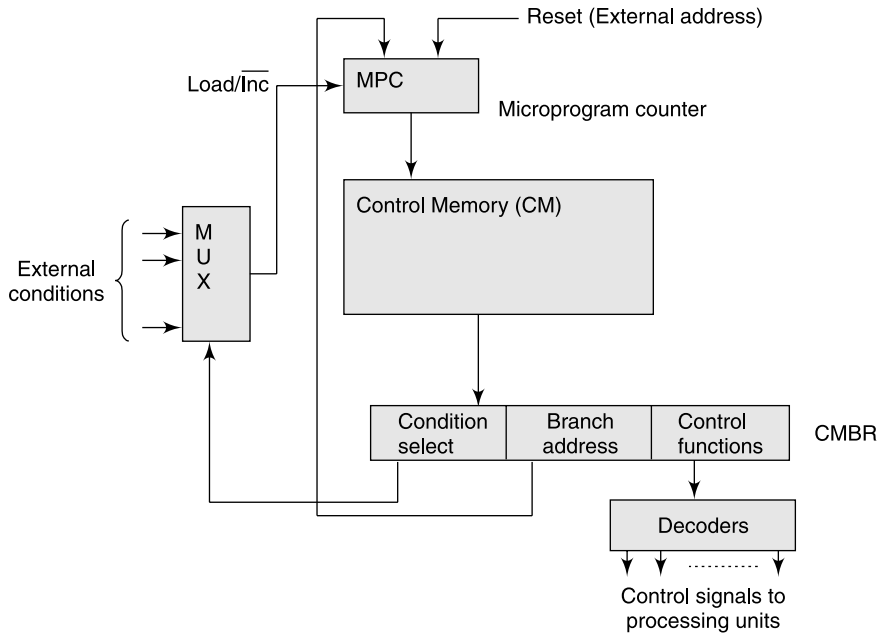 Reset (External address)
MPC
Load/Inc
Microprogram counter
Control Memory (CM)
M
U
X
External
conditions
Condition
select
Branch
address
Control
functions
CMBR
Decoders
Control signals to
processing units